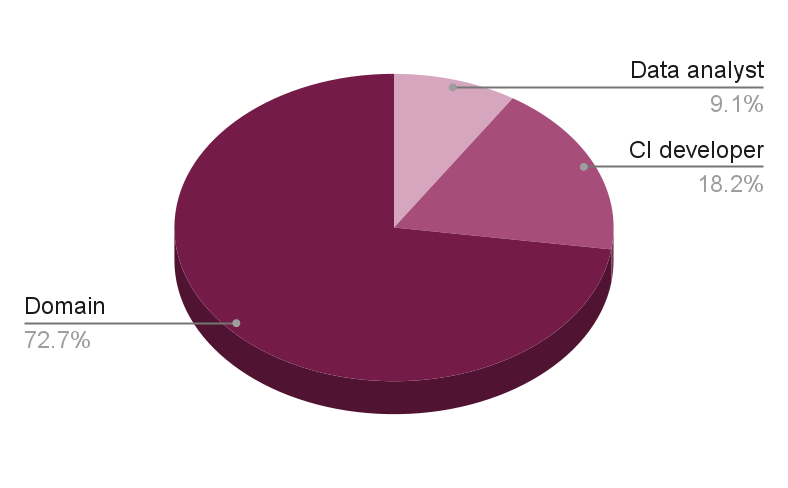 Data analyst
9.1%
CI developer
18.2%
Domain
72.7%